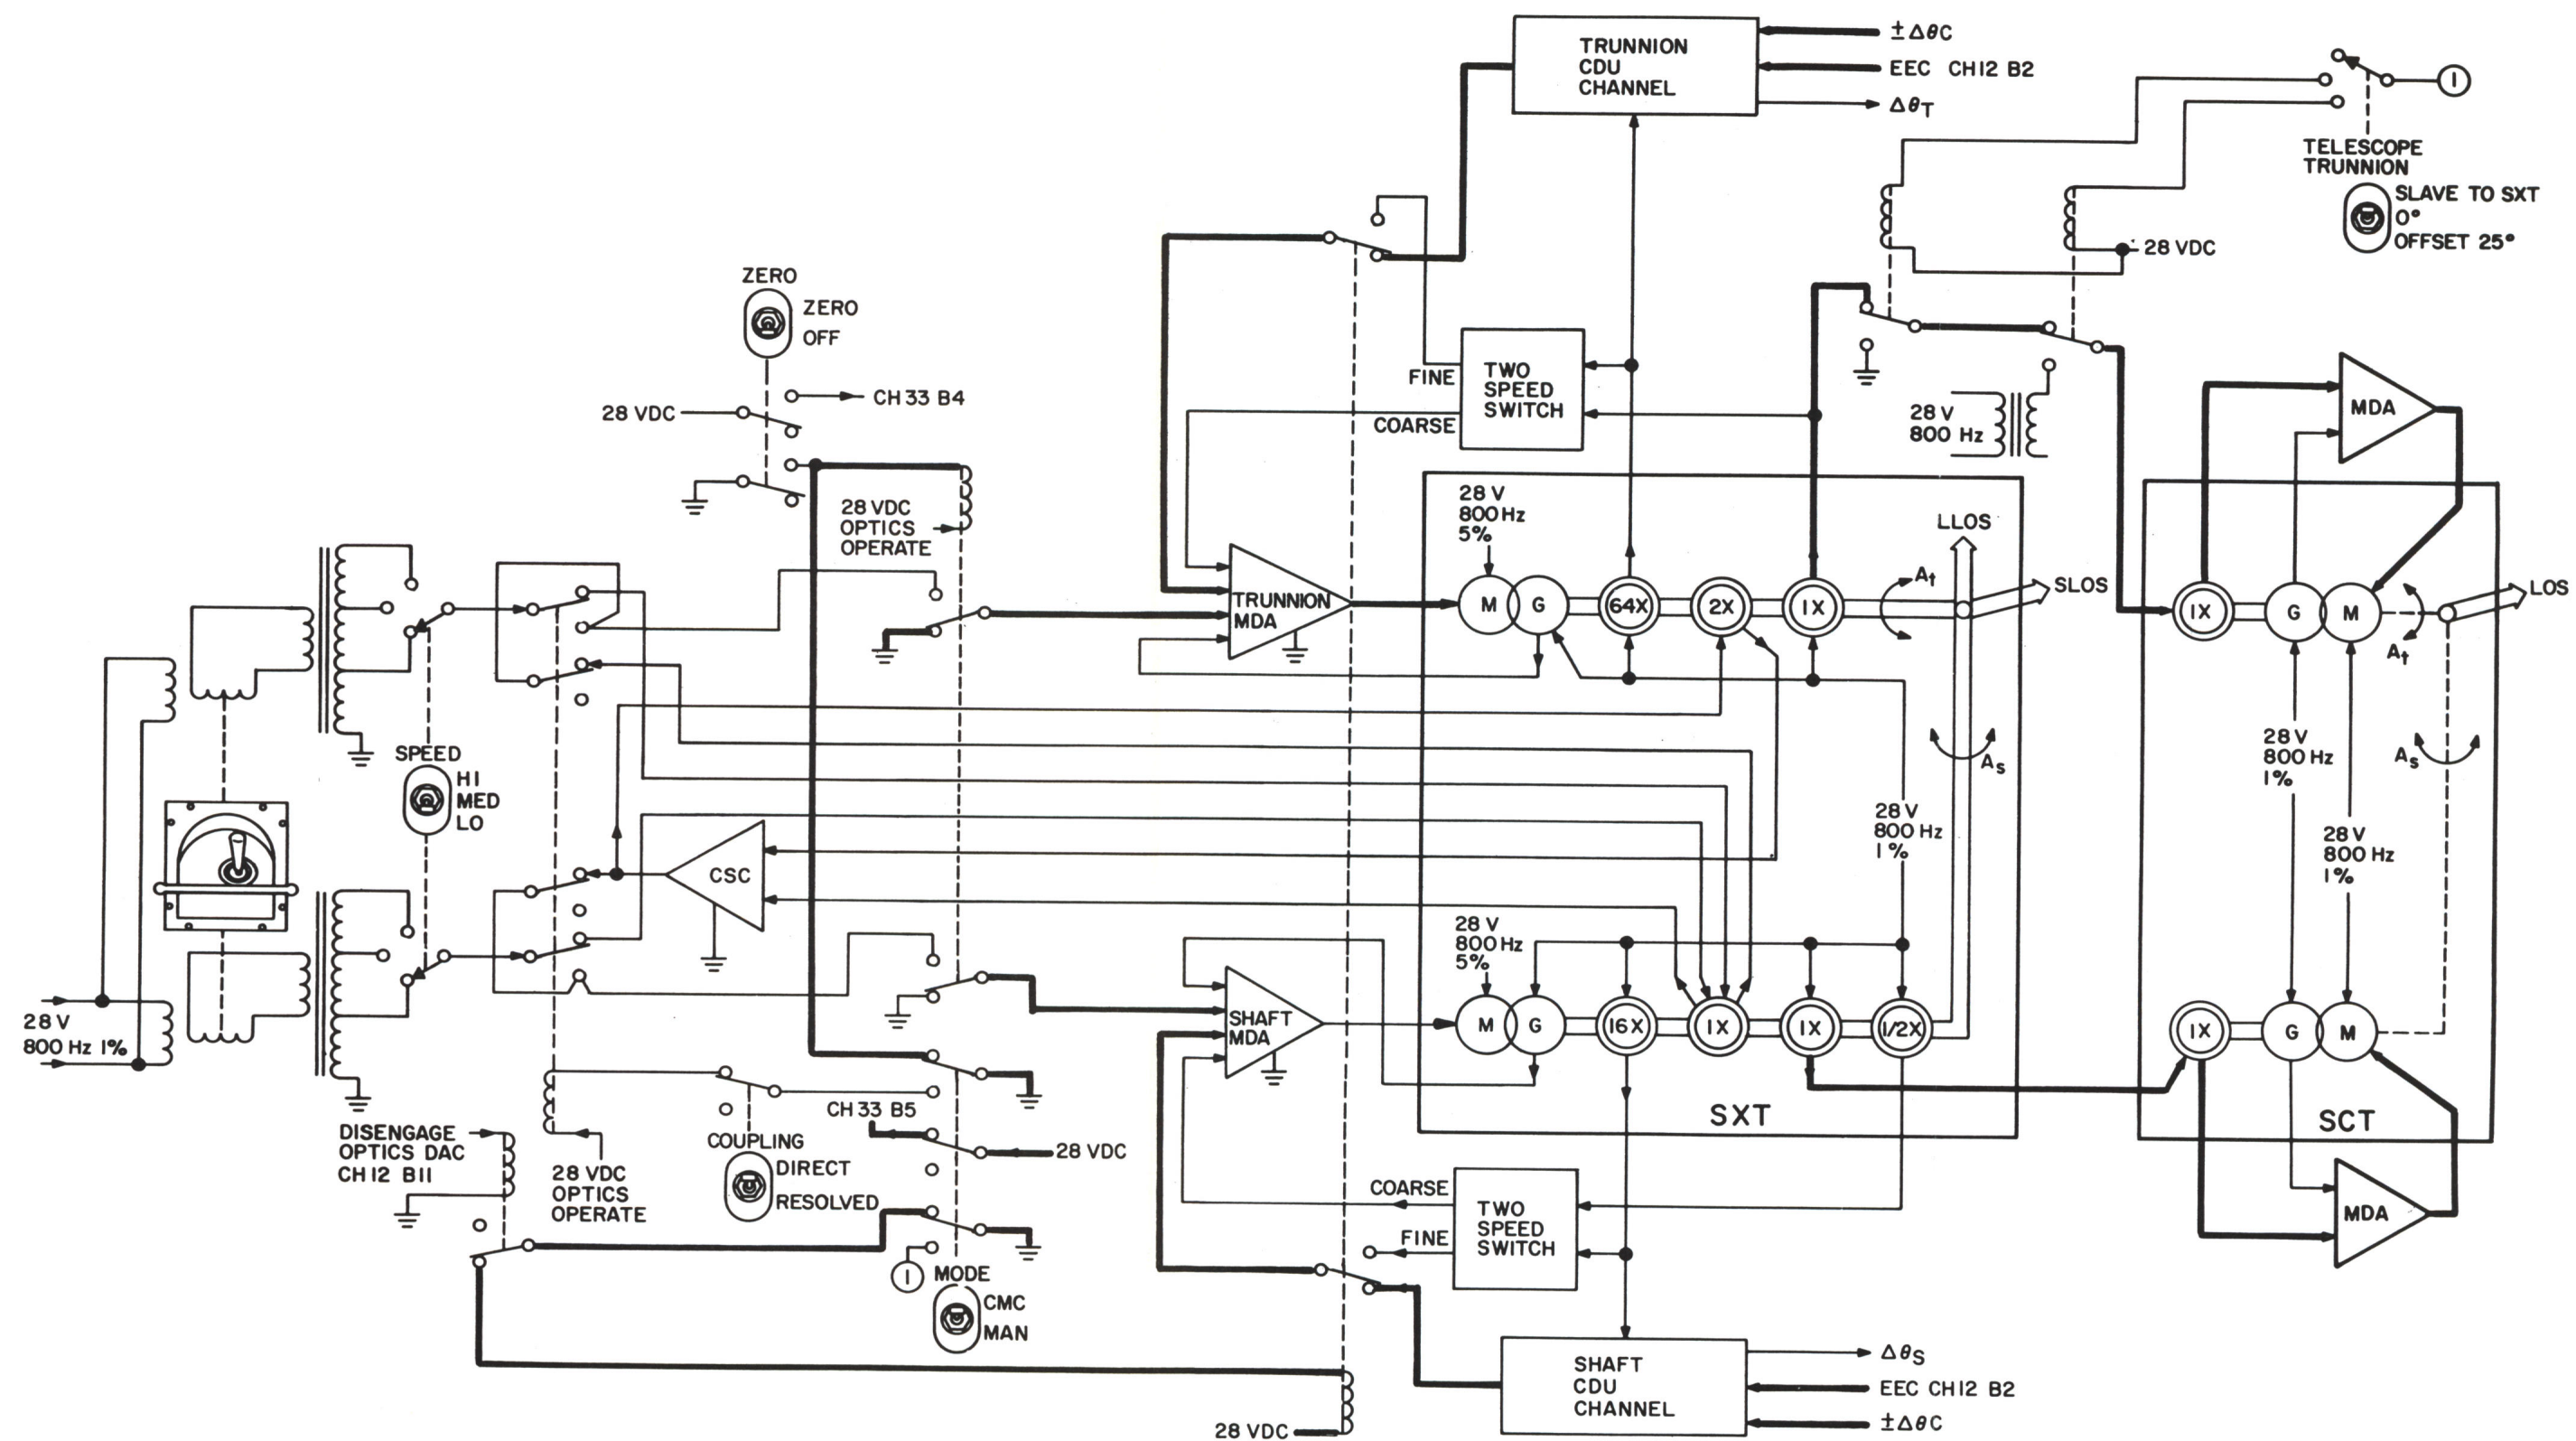 TRUNNION
CDU
CHANNEL
±ΔθC
EEC CH12 B2
ΔθT
1
TELESCOPE
TRUNNION
SLAVE TO SXT
0°
OFFSET 25°
28 VDC
ZERO
ZERO
OFF
28 VDC
CH 33 B4
28 VDC
OPTICS
OPERATE
FINE
COARSE
TWO
SPEED
SWITCH
28 V
800 Hz
MDA
28 V
800 Hz
5%
LLOS
SLOS
LOS
TRUNNION
MDA
M
G
64X
2X
1X
At
1X
G
M
At
As
As
28 V
800 Hz
1%
28 V
800 Hz
1%
28 V
800 Hz
1%
SPEED
HI
MED
LO
CSC
28 V
800 Hz
5%
28 V
800 Hz 1%
SHAFT
MDA
M
G
16X
1X
1X
1/2X
1X
G
M
SXT
SCT
CH 33 B5
28 VDC
COUPLING
DIRECT
RESOLVED
DISENGAGE
OPTICS DAC
CH 12 B11
28 VDC
OPTICS
OPERATE
1
MODE
CMC
MAN
COARSE
FINE
TWO
SPEED
SWITCH
MDA
SHAFT
CDU
CHANNEL
ΔθS
EEC CH12 B2
±ΔθC
28 VDC